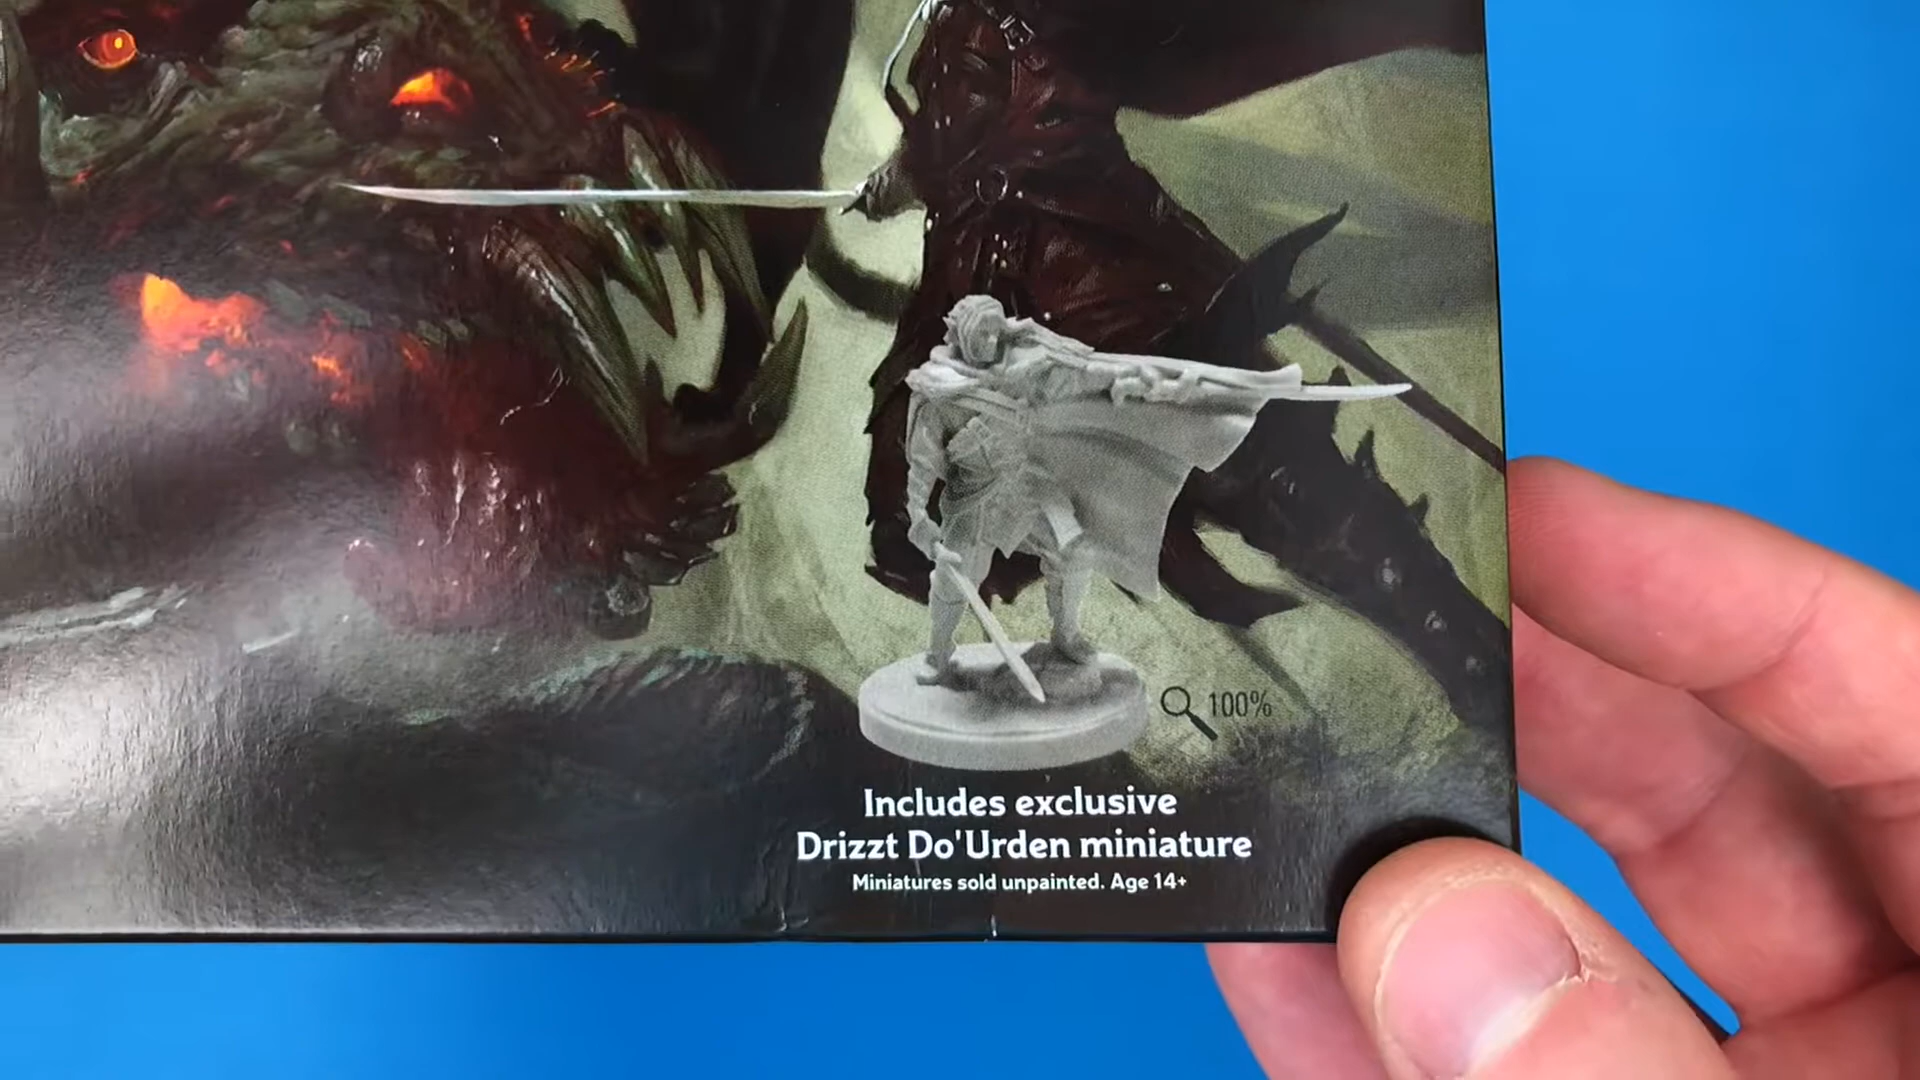 100%
Includes exclusive
Drizzt Do'Urden miniature
Miniatures sold unpainted. Age 14+